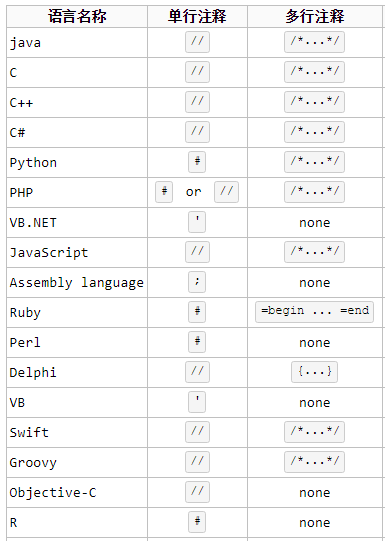 语言名称 单行注释 多行注释
java // /*...*/
C // /*...*/
C++ // /*...*/
C# // /*...*/
Python # /*...*/
PHP # or // /*...*/
VB.NET ' none
JavaScript // /*...*/
Assembly language ; none
Ruby # =begin ... =end
Perl # none
Delphi // {...}
VB ' none
Swift // /*...*/
Groovy // /*...*/
Objective-C // none
R # none